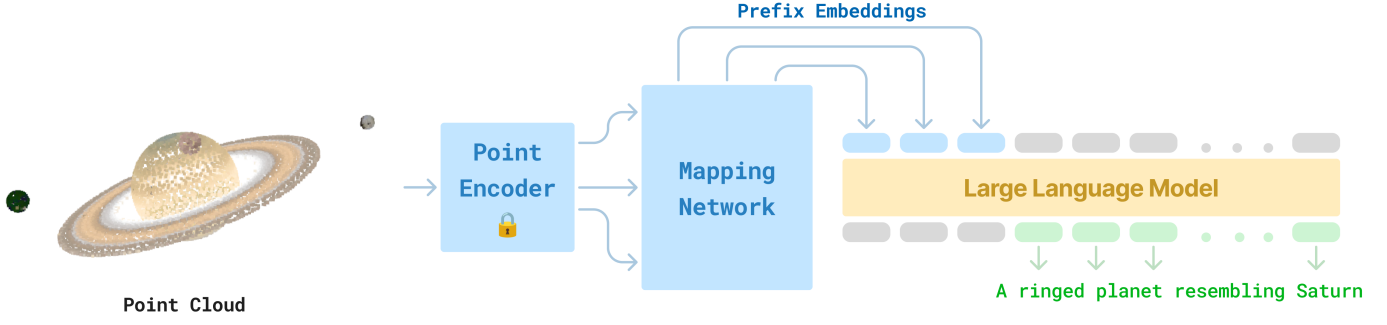 Prefix Embeddings
Point
Encoder
Mapping
Network
Large Language Model
A ringed planet resembling Saturn
Point Cloud